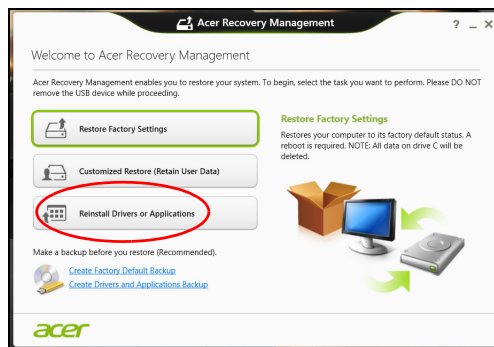 Acer Recovery Management
? _ X
Welcome to Acer Recovery Management
Acer Recovery Management enables you to restore your system. To begin, select the task you want to perform. Please DO NOT
remove the USB device while proceeding.
Restore Factory Settings
Customized Restore (Retain User Data)
Reinstall Drivers or Applications
Restore Factory Settings
Restores your computer to its factory default status. A
reboot is required. NOTE: All data on drive C will be
deleted.
Make a backup before you restore (Recommended).
Create Factory Default Backup
Create Drivers and Applications Backup
acer